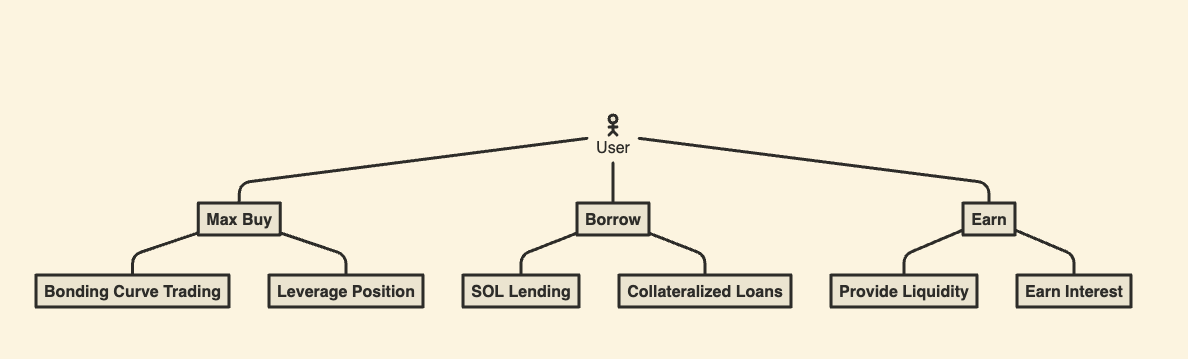 User
Max Buy
Borrow
Earn
Bonding Curve Trading
Leverage Position
SOL Lending
Collateralized Loans
Provide Liquidity
Earn Interest